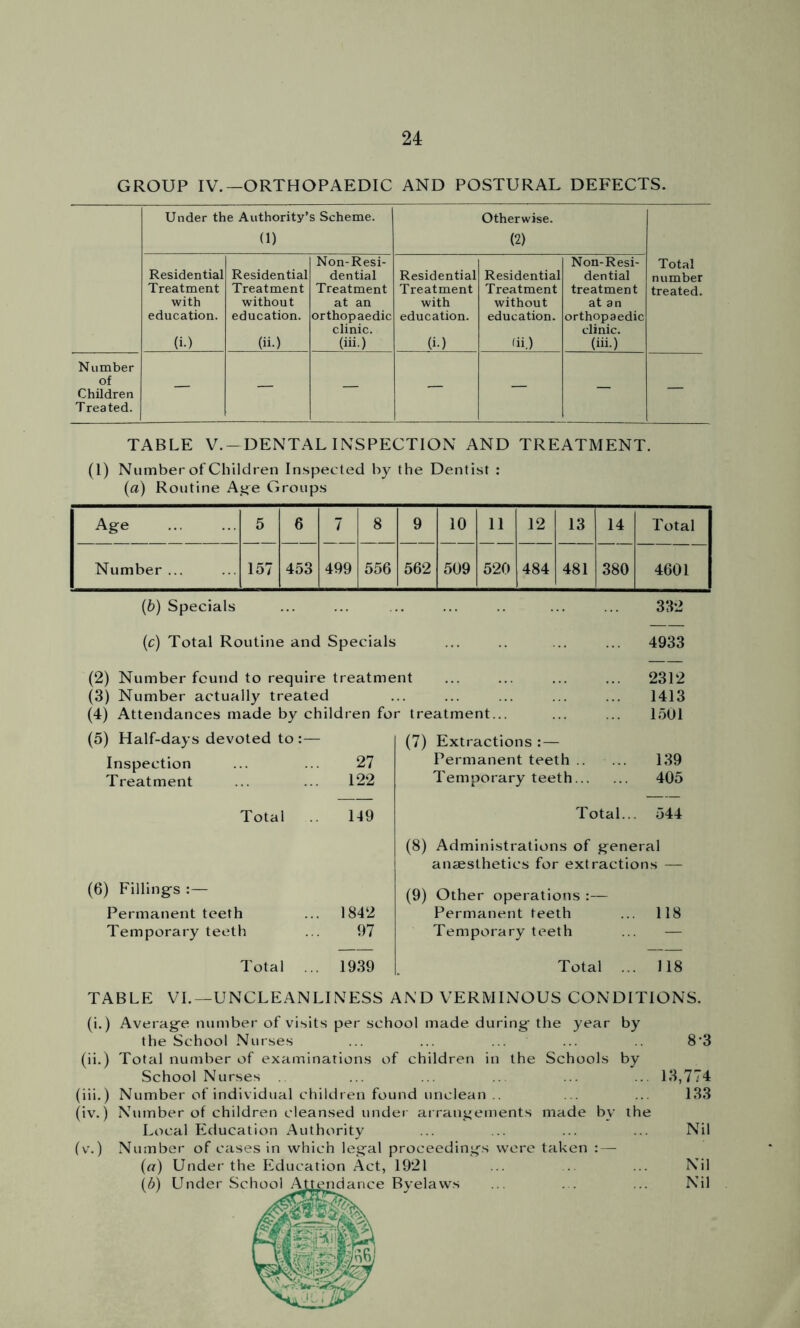 24
GROUP IV.—ORTHOPAEDIC AND POSTURAL DEFECTS.
Under the Authority's Scheme.
(1)
Otherwise.
(2)
Total number treated.
Residential Treatment with education. (i.)
Residential Treatment without education. (ii.)
Non-Residential Treatment at an orthopaedic clinic. (iii.)
Residential Treatment with education. (i.)
Residential Treatment without education. (ii.)
Non-Residential treatment at an orthopaedic clinic. (iii.)
Number of Children Treated. — — — — — — —
TABLE V.—DENTAL INSPECTION AND TREATMENT.
(1) Number of Children Inspected by the Dentist :
(a) Routine Age Groups
Age ... ... 5 6 7 8 9 10 11 12 13 14 Total
Number ... ... 157 453 499 556 562 509 520 484 481 380 4601
(b) Specials ... ... ... ... .. ... ... 332
(c) Total Routine and Specials ... .. ... ... 4933
(2) Number found to require treatment ... ... ... ... 2312
(3) Number actually treated ... ... ... ... ... 1413
(4) Attendances made by children for treatment... ... ... 1501
(5) Half-days devoted to :—
Inspection ... ... 27
Treatment ... ... 122
Total .. 149
(6) Fillings :—
Permanent teeth ... 1842
Temporary teeth ... 97
Total ... 1939
(7) Extractions :—
Permanent teeth .. ... 139
Temporary teeth... ... 405
Total... 544
(8) Administrations of general
anæsthetics for extractions —
(9) Other operations :—
Permanent teeth ... 118
Temporary teeth ... —
Total ... 118
TABLE VI.—UNCLEANLINESS AND VERMINOUS CONDITIONS.
(i.) Average number of visits per school made during the year by
the School Nurses ... ... ... ... .. 8·3
(ii.) Total number of examinations of children in the Schools by
School Nurses .. ... ... ... ... ... 13,774
(iii.) Number of individual children found unclean .. ... ... 133
(iv.) Number of children cleansed under arrangements made by the
Local Education Authority ... ... ... ... Nil
(v.) Number of cases in which legal proceedings were taken :—
(a) Under the Education Act, 1921 ... ... ... Nil
(b) Under School Attendance Byelaws ... ... ... Nil